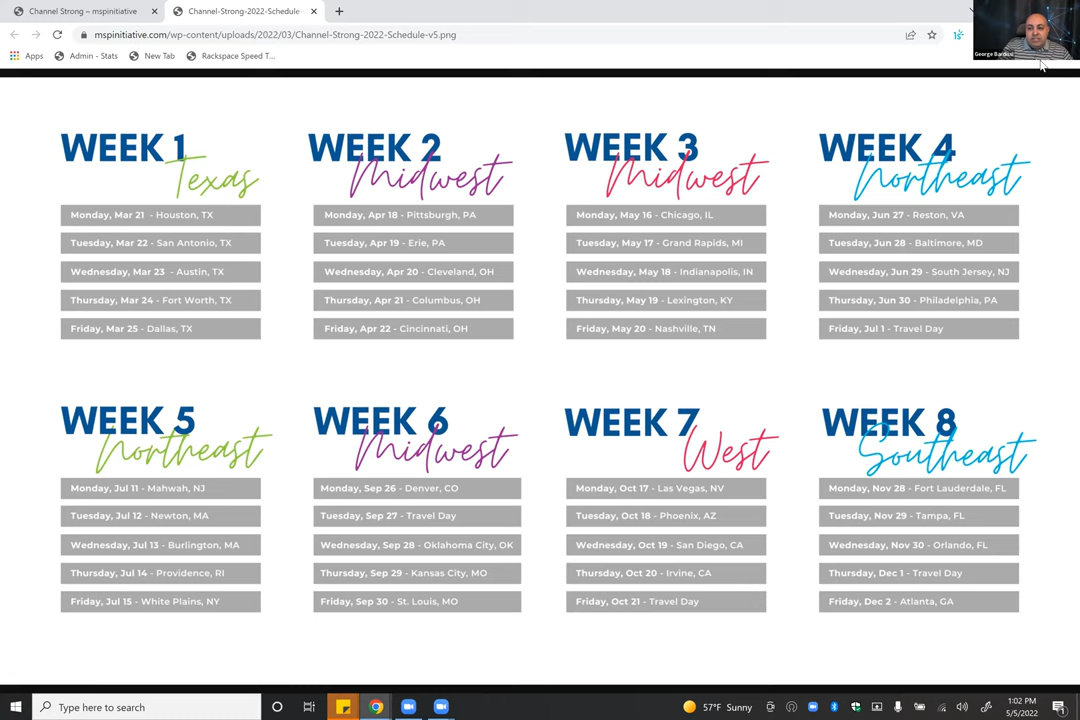 Channel Strong – mspinitiative
Channel-Strong-2022-Schedule-
mspinitiative.com/wp-content/uploads/2022/03/Channel-Strong-2022-Schedule-v5.png
Apps
Admin - Stats
New Tab
Rackspace Speed T...
WEEK 1
Texas
Monday, Mar 21 - Houston, TX
Tuesday, Mar 22 - San Antonio, TX
Wednesday, Mar 23 - Austin, TX
Thursday, Mar 24 - Fort Worth, TX
Friday, Mar 25 - Dallas, TX
WEEK 2
Midwest
Monday, Apr 18 - Pittsburgh, PA
Tuesday, Apr 19 - Erie, PA
Wednesday, Apr 20 - Cleveland, OH
Thursday, Apr 21 - Columbus, OH
Friday, Apr 22 - Cincinnati, OH
WEEK 3
Midwest
Monday, May 16 - Chicago, IL
Tuesday, May 17 - Grand Rapids, MI
Wednesday, May 18 - Indianapolis, IN
Thursday, May 19 - Lexington, KY
Friday, May 20 - Nashville, TN
WEEK 4
Northeast
Monday, Jun 27 - Reston, VA
Tuesday, Jun 28 - Baltimore, MD
Wednesday, Jun 29 - South Jersey, NJ
Thursday, Jun 30 - Philadelphia, PA
Friday, Jul 1 - Travel Day
WEEK 5
Northeast
Monday, Jul 11 - Mahwah, NJ
Tuesday, Jul 12 - Newton, MA
Wednesday, Jul 13 - Burlington, MA
Thursday, Jul 14 - Providence, RI
Friday, Jul 15 - White Plains, NY
WEEK 6
Midwest
Monday, Sep 26 - Denver, CO
Tuesday, Sep 27 - Travel Day
Wednesday, Sep 28 - Oklahoma City, OK
Thursday, Sep 29 - Kansas City, MO
Friday, Sep 30 - St. Louis, MO
WEEK 7
West
Monday, Oct 17 - Las Vegas, NV
Tuesday, Oct 18 - Phoenix, AZ
Wednesday, Oct 19 - San Diego, CA
Thursday, Oct 20 - Irvine, CA
Friday, Oct 21 - Travel Day
WEEK 8
Southeast
Monday, Nov 28 - Fort Lauderdale, FL
Tuesday, Nov 29 - Tampa, FL
Wednesday, Nov 30 - Orlando, FL
Thursday, Dec 1 - Travel Day
Friday, Dec 2 - Atlanta, GA
Type here to search
57°F Sunny
1:02 PM
5/5/2022